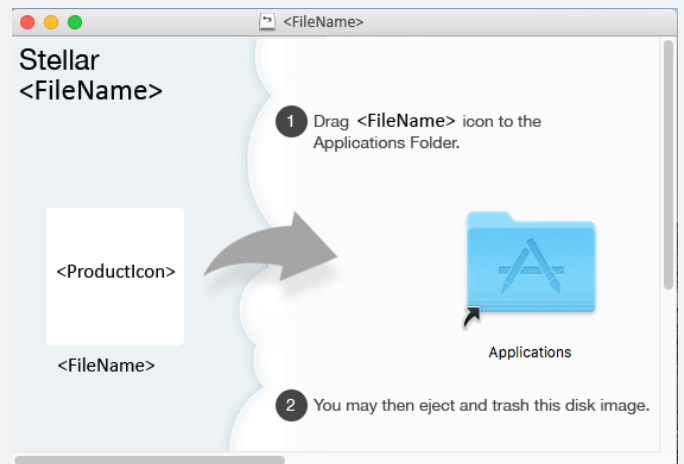 <FileName>
Stellar
<FileName>
1 Drag <FileName> icon to the
Applications Folder.
<ProductIcon>
<FileName>
Applications
2 You may then eject and trash this disk image.